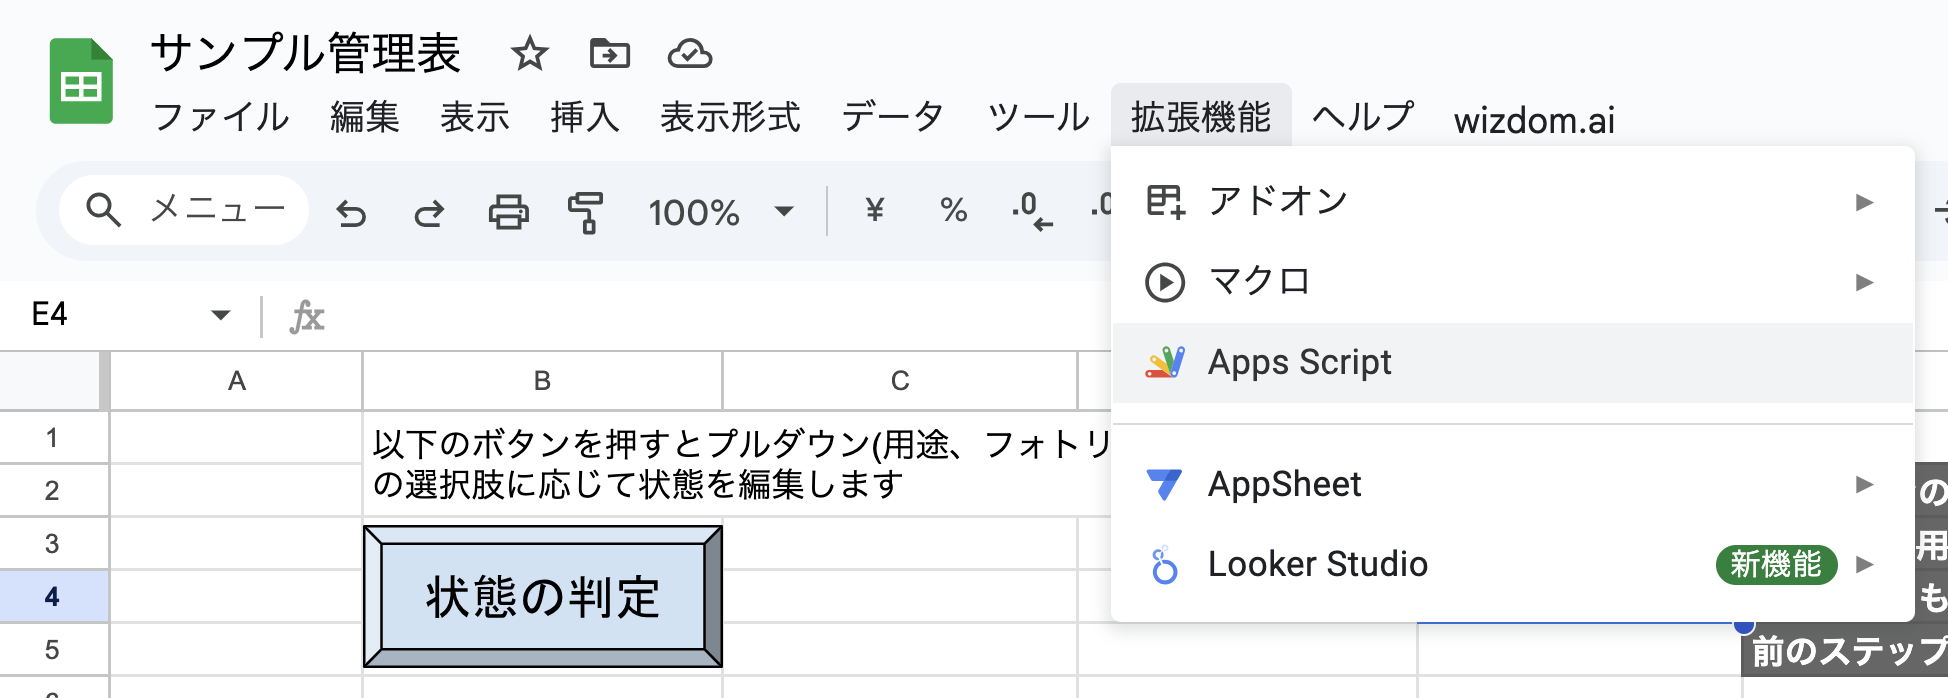 サンプル管理表
ファイル 編集 表示 挿入 表示形式 データ ツール 拡張機能 ヘルプ wizdom.ai
メニュー 100% ¥ % .0 .0
アドオン
マクロ
Apps Script
AppSheet
Looker Studio 新機能
E4 fx
A B C
1 以下のボタンを押すとプルダウン(用途、フォトリ
2 の選択肢に応じて状態を編集します
の
3
用
4 状態の判定
も
5 前のステップ